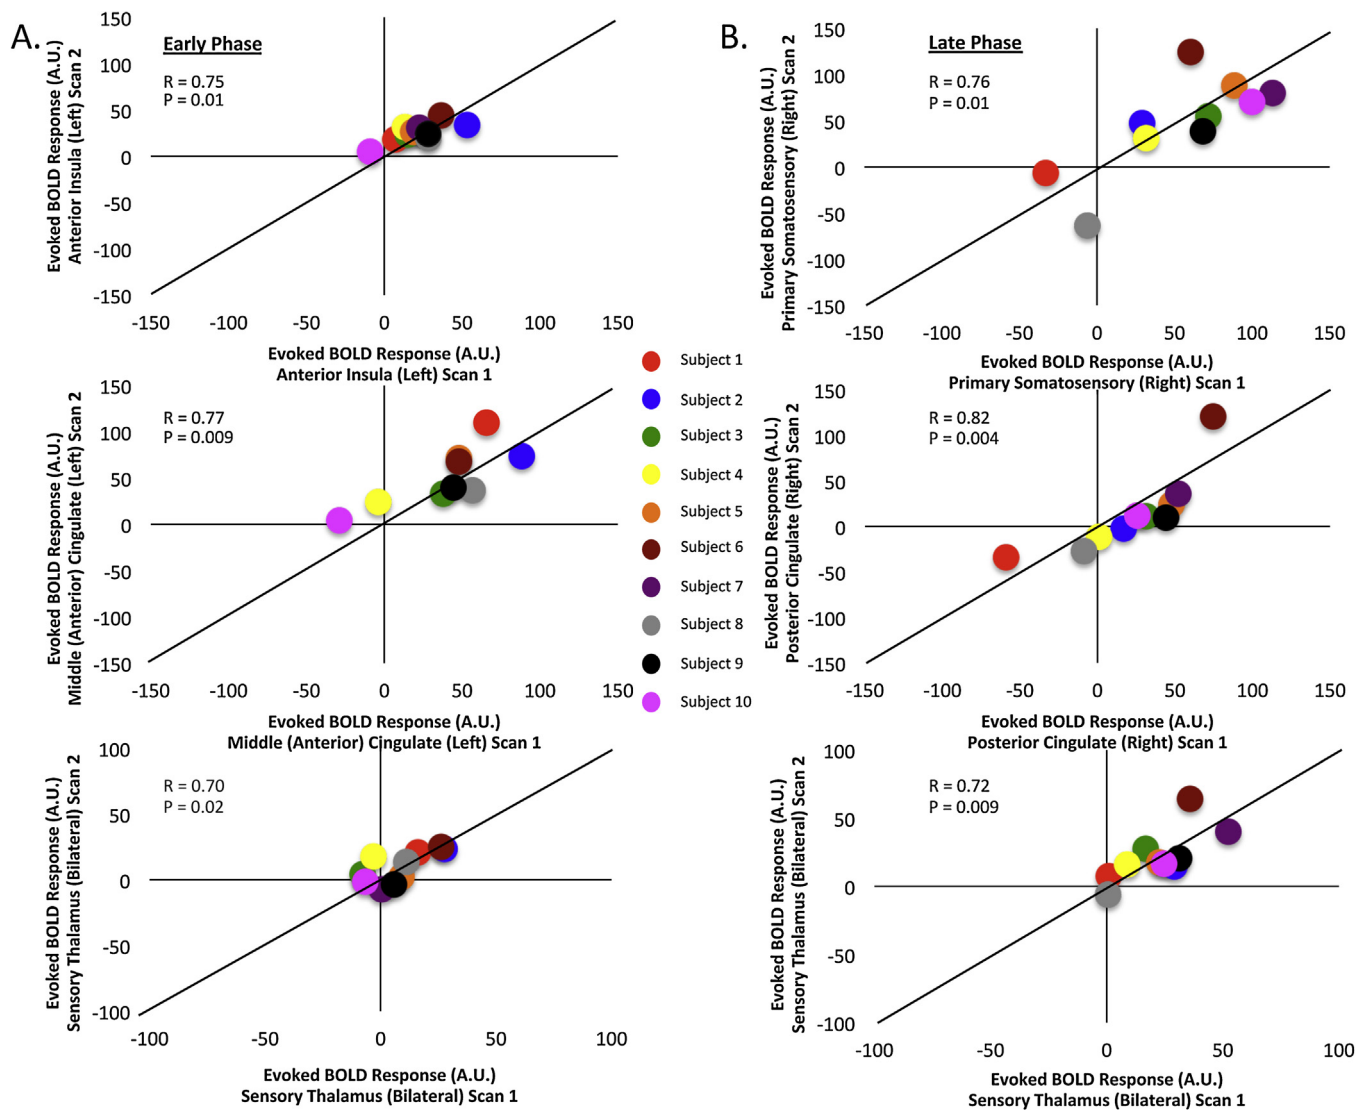 A.
Early Phase
R = 0.75
P = 0.01
Evoked BOLD Response (A.U.)
Anterior Insula (Left) Scan 2
150
100
50
0
-50
-100
-150
-150
-100
-50
0
50
100
150
Evoked BOLD Response (A.U.)
Anterior Insula (Left) Scan 1
R = 0.77
P = 0.009
Evoked BOLD Response (A.U.)
Middle (Anterior) Cingulate (Left) Scan 2
150
100
50
0
-50
-100
-150
-150
-100
-50
0
50
100
150
Evoked BOLD Response (A.U.)
Middle (Anterior) Cingulate (Left) Scan 1
R = 0.70
P = 0.02
Evoked BOLD Response (A.U.)
Sensory Thalamus (Bilateral) Scan 2
100
50
0
-50
-100
-100
-50
0
50
100
Evoked BOLD Response (A.U.)
Sensory Thalamus (Bilateral) Scan 1
Subject 1
Subject 2
Subject 3
Subject 4
Subject 5
Subject 6
Subject 7
Subject 8
Subject 9
Subject 10
B.
Late Phase
R = 0.76
P = 0.01
Evoked BOLD Response (A.U.)
Primary Somatosensory (Right) Scan 2
150
100
50
0
-50
-100
-150
-150
-100
-50
0
50
100
150
Evoked BOLD Response (A.U.)
Primary Somatosensory (Right) Scan 1
R = 0.82
P = 0.004
Evoked BOLD Response (A.U.)
Posterior Cingulate (Right) Scan 2
150
100
50
0
-50
-100
-150
-150
-100
-50
0
50
100
150
Evoked BOLD Response (A.U.)
Posterior Cingulate (Right) Scan 1
R = 0.72
P = 0.009
Evoked BOLD Response (A.U.)
Sensory Thalamus (Bilateral) Scan 2
100
50
0
-50
-100
-100
-50
0
50
100
Evoked BOLD Response (A.U.)
Sensory Thalamus (Bilateral) Scan 1